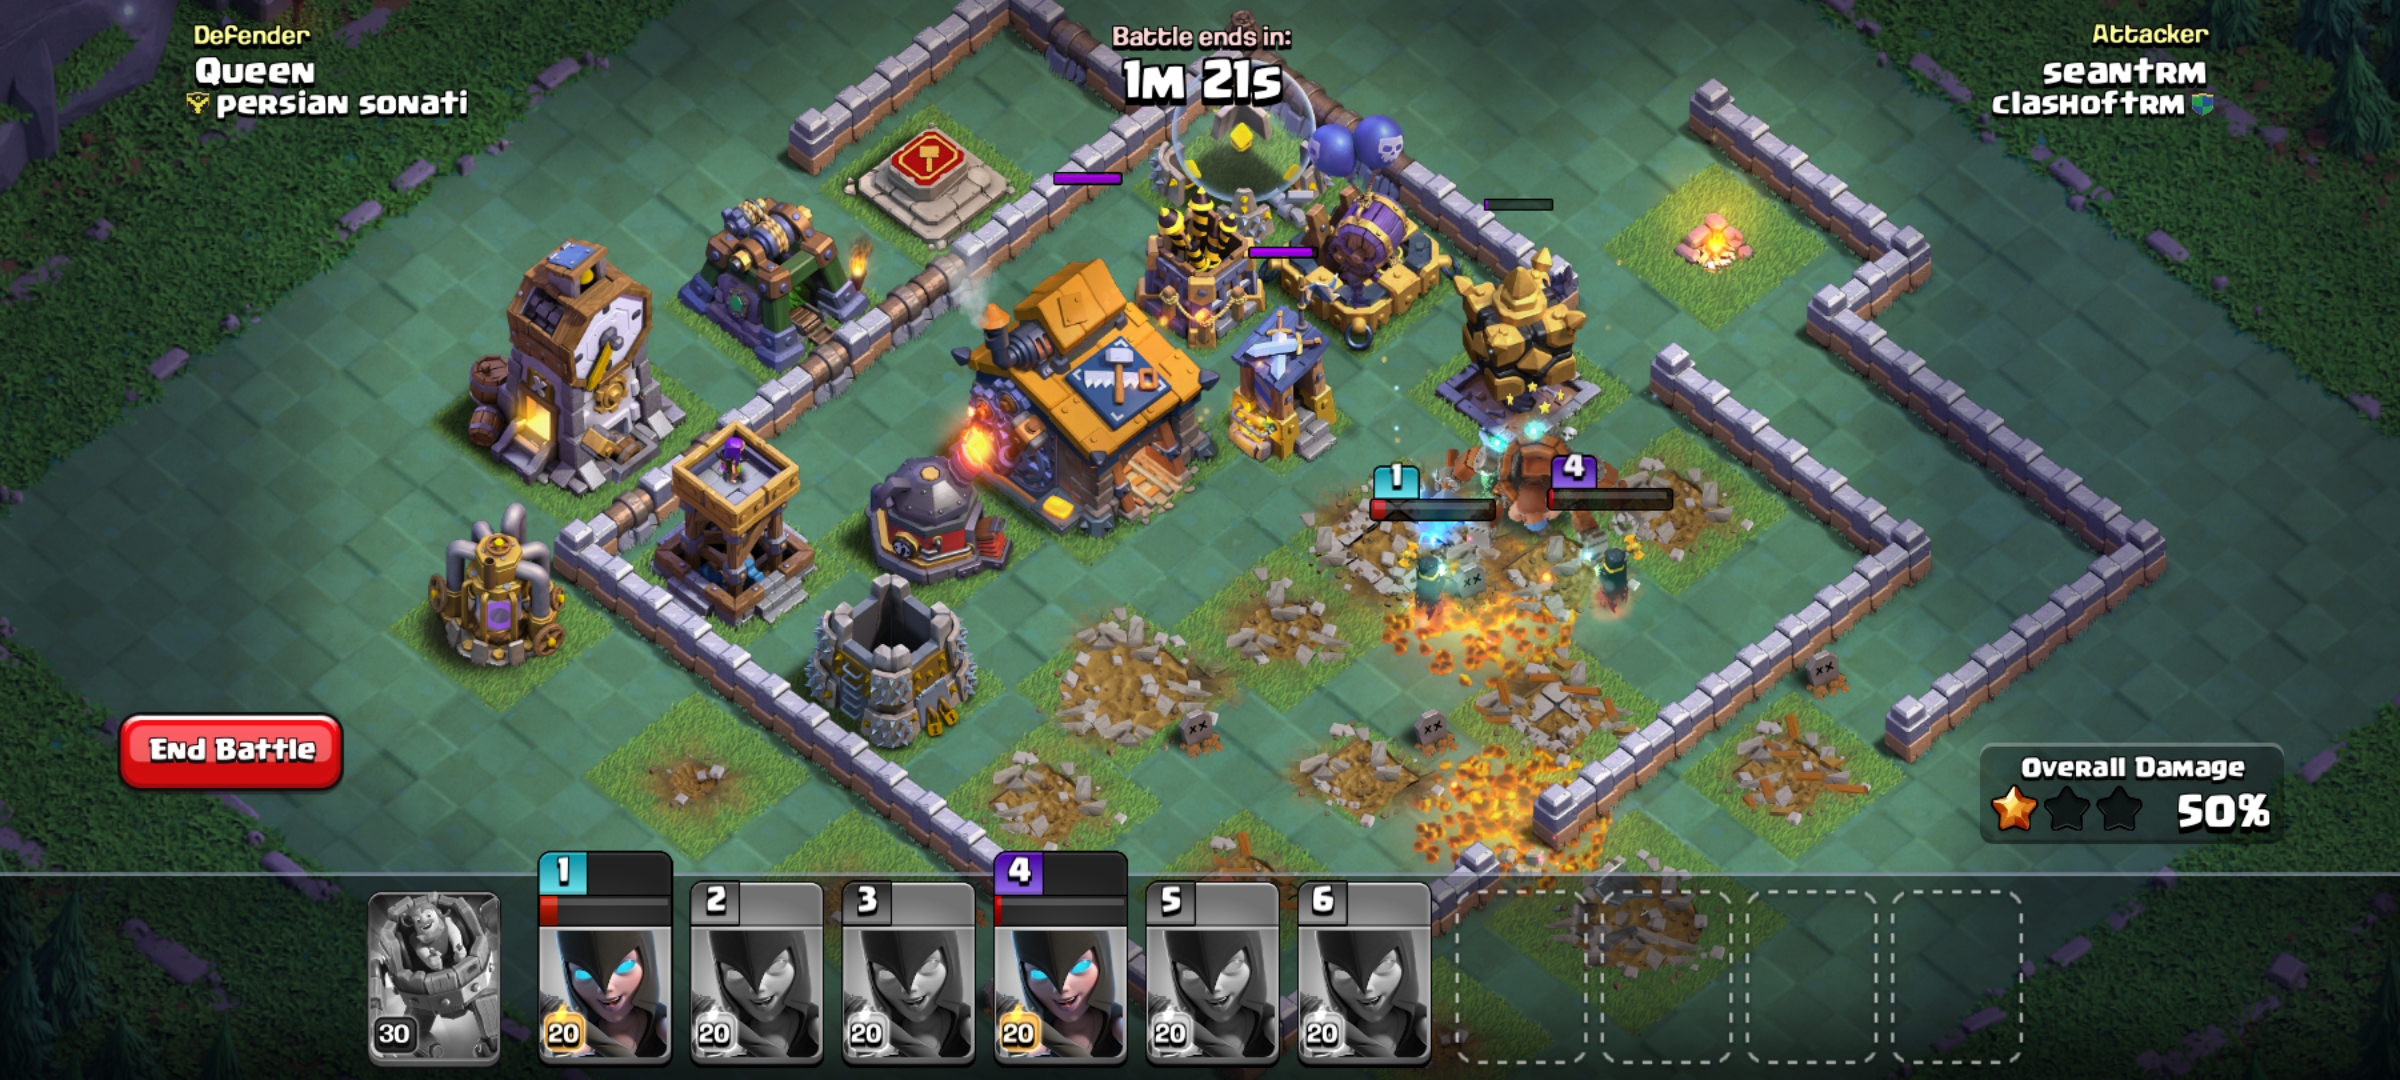 Defender
Queen
persian sonati
Battle ends in:
1m 21s
Attacker
seantrm
clashoftrm
1
4
End Battle
Overall Damage
50%
1
2
3
4
5
6
30
20
20
20
20
20
20